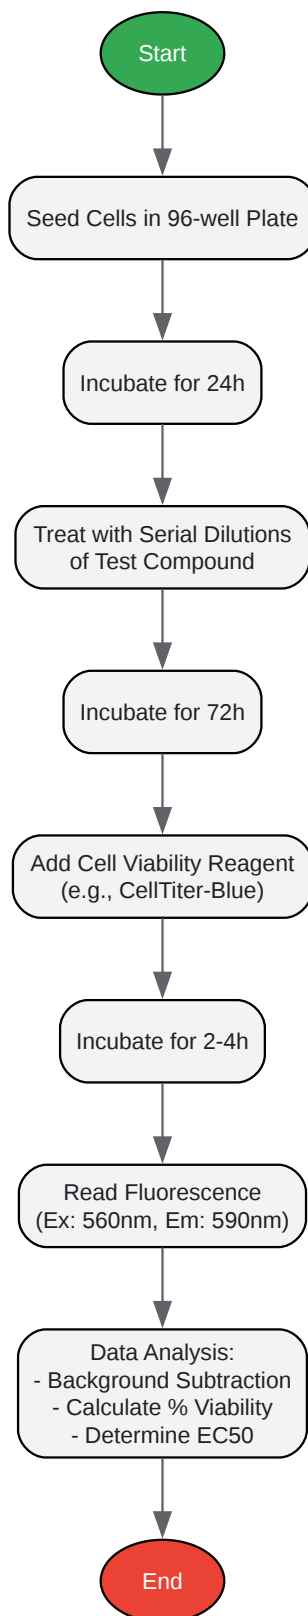 Start
Seed Cells in 96-well Plate
Incubate for 24h
Treat with Serial Dilutions
of Test Compound
Incubate for 72h
Add Cell Viability Reagent
(e.g., CellTiter-Blue)
Incubate for 2-4h
Read Fluorescence
(Ex: 560nm, Em: 590nm)
Data Analysis:
- Background Subtraction
- Calculate % Viability
- Determine EC50
End